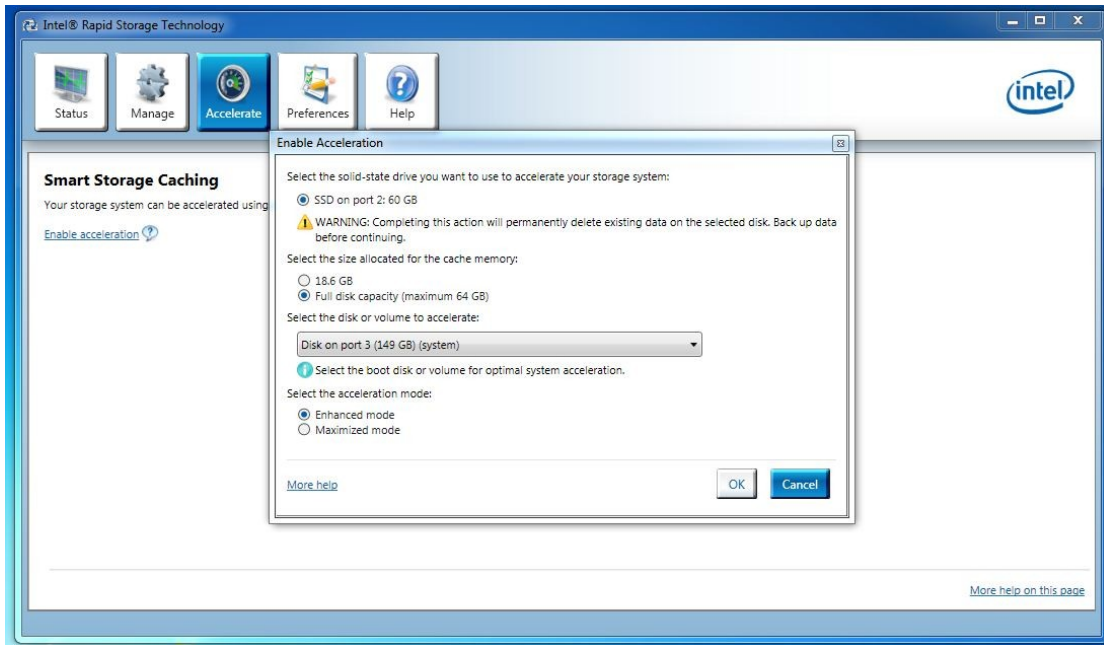 Intel® Rapid Storage Technology
Status
Manage
Accelerate
Preferences
Help
intel
Smart Storage Caching
Your storage system can be accelerated using
Enable acceleration
Enable Acceleration
Select the solid-state drive you want to use to accelerate your storage system:
SSD on port 2: 60 GB
WARNING: Completing this action will permanently delete existing data on the selected disk. Back up data
before continuing.
Select the size allocated for the cache memory:
18.6 GB
Full disk capacity (maximum 64 GB)
Select the disk or volume to accelerate:
Disk on port 3 (149 GB) (system)
Select the boot disk or volume for optimal system acceleration.
Select the acceleration mode:
Enhanced mode
Maximized mode
More help
OK
Cancel
More help on this page